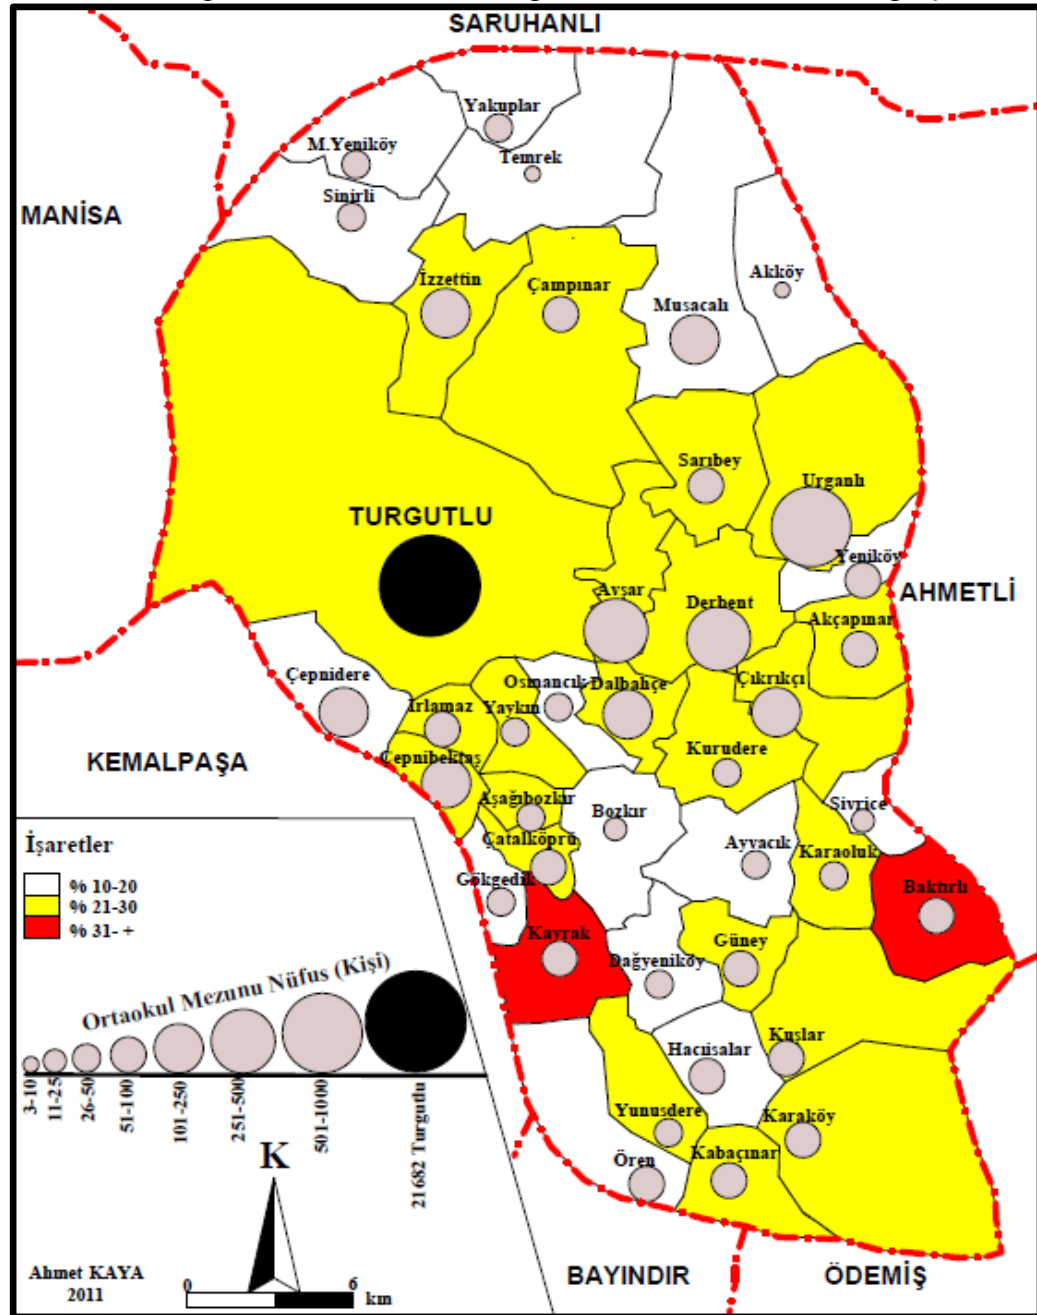 SARUHANLI
Yakuplar
M.Yeniköy
Temrek
Sinirli
MANİSA
Akköy
İzzettin
Çampınar
Musacalı
Sarıbey
Urganlı
TURGUTLU
Yeniköy
Avşar
Derbent
AHMETLİ
Akçapınar
Çepnidere
Osmancık
Dalbahçe
Çıkrıkçı
Irlamaz
Yaykın
Kurudere
KEMALPAŞA
Çepnibektaş
Aşağıbozkır
Bozkır
Sivrice
Çatalköprü
Ayvacık
Karaoluk
Gökgedik
Baktırlı
Kayrak
Güney
Dağyeniköy
Kuşlar
Hacıisalar
Yunusdere
Karaköy
Ören
Kabaçınar
BAYINDIR
ÖDEMİŞ
İşaretler
% 10-20
% 21-30
% 31- +
Ortaokul Mezunu Nüfus (Kişi)
3-10
11-25
26-50
51-100
101-250
251-500
501-1000
21682 Turgutlu
K
Ahmet KAYA
2011
0
6
km